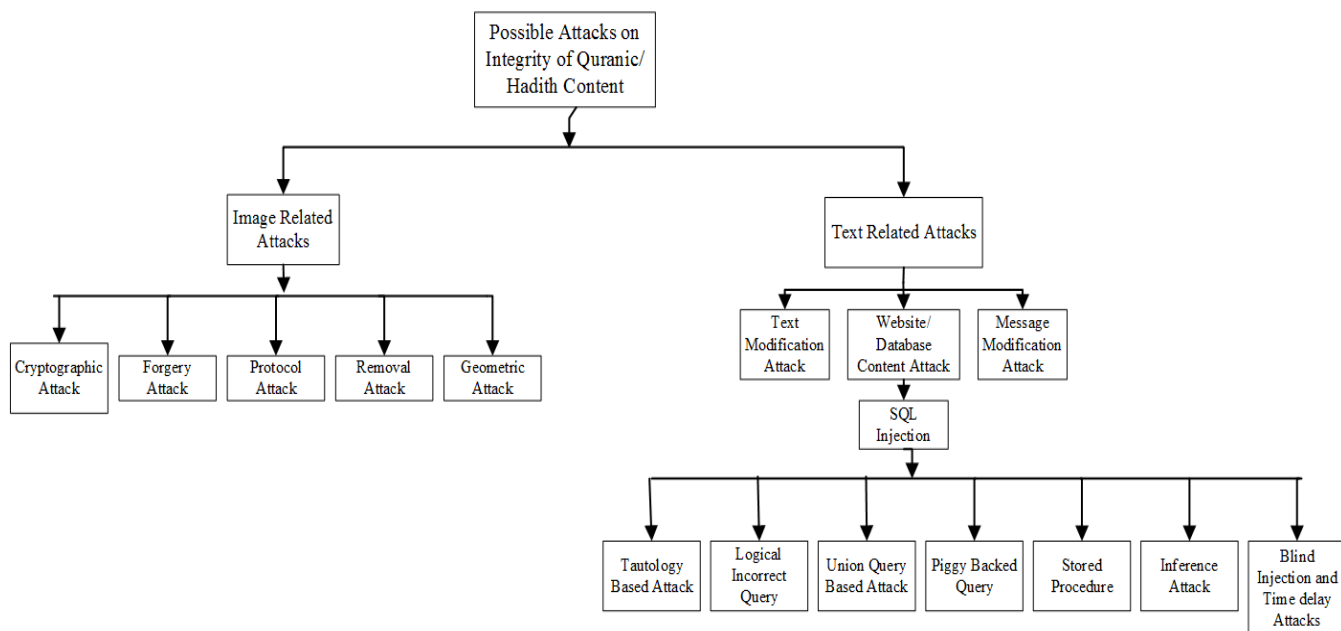 Possible Attacks on
Integrity of Quranic/
Hadith Content
Image Related
Attacks
Text Related Attacks
Cryptographic
Attack
Forgery
Attack
Protocol
Attack
Removal
Attack
Geometric
Attack
Text
Modification
Attack
Website/
Database
Content Attack
Message
Modification
Attack
SQL
Injection
Tautology
Based Attack
Logical
Incorrect
Query
Union Query
Based Attack
Piggy Backed
Query
Stored
Procedure
Inference
Attack
Blind
Injection and
Time delay
Attacks